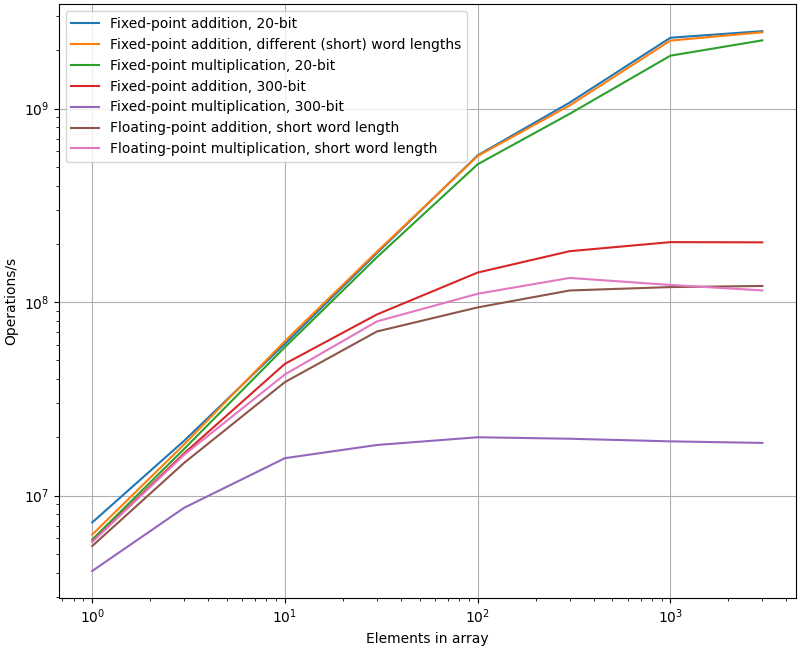 Fixed-point addition, 20-bit
Fixed-point addition, different (short) word lengths
Fixed-point multiplication, 20-bit
Fixed-point addition, 300-bit
Fixed-point multiplication, 300-bit
Floating-point addition, short word length
Floating-point multiplication, short word length
10⁹
10⁸
10⁷
Operations/s
10⁰ 10¹ 10² 10³
Elements in array